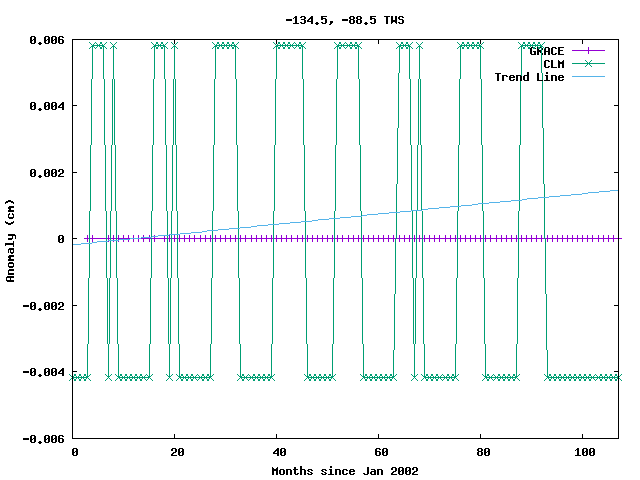 -134.5, -88.5 TWS
GRACE
CLM
Trend Line
0.006
0.004
0.002
0
-0.002
-0.004
-0.006
Anomaly (cm)
0 20 40 60 80 100
Months since Jan 2002